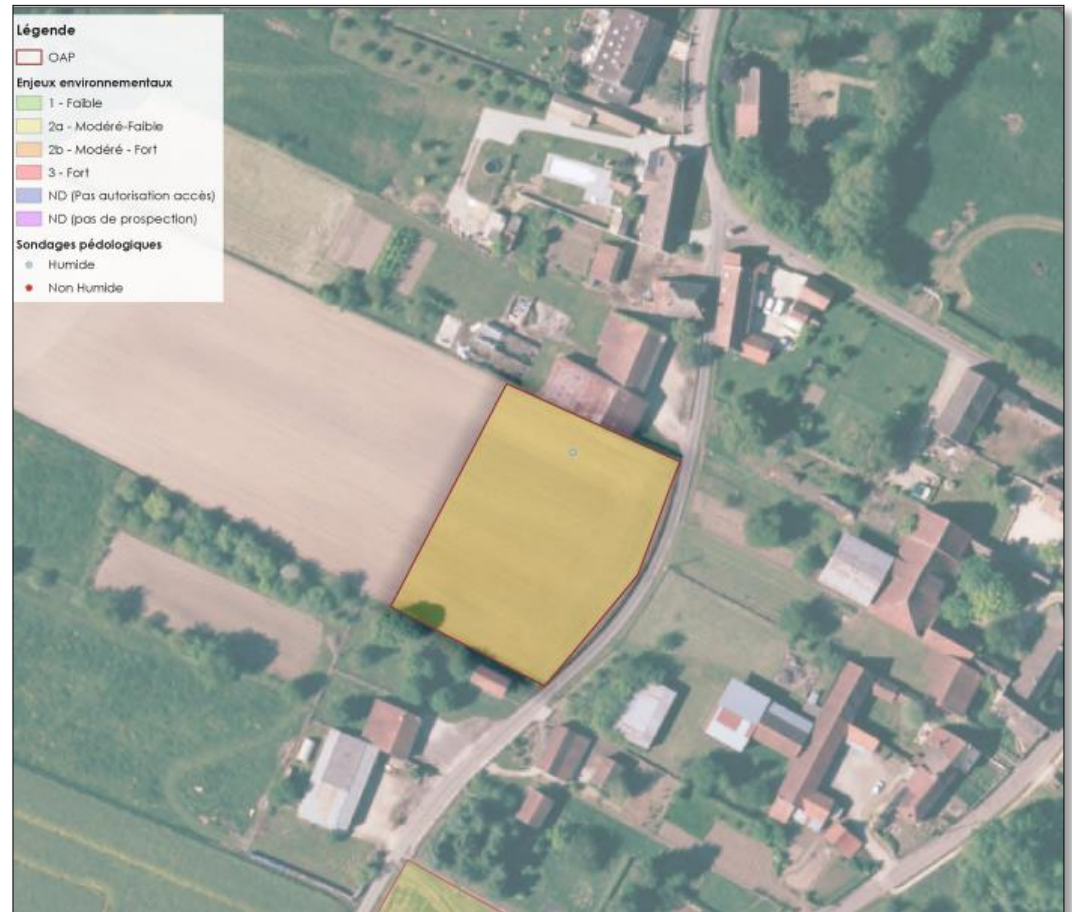 Légende
OAP
Enjeux environnementaux
1 - Faible
2a - Modéré-Faible
2b - Modéré - Fort
3 - Fort
ND (Pas autorisation accès)
ND (pas de prospection)
Sondages pédologiques
Humide
Non Humide